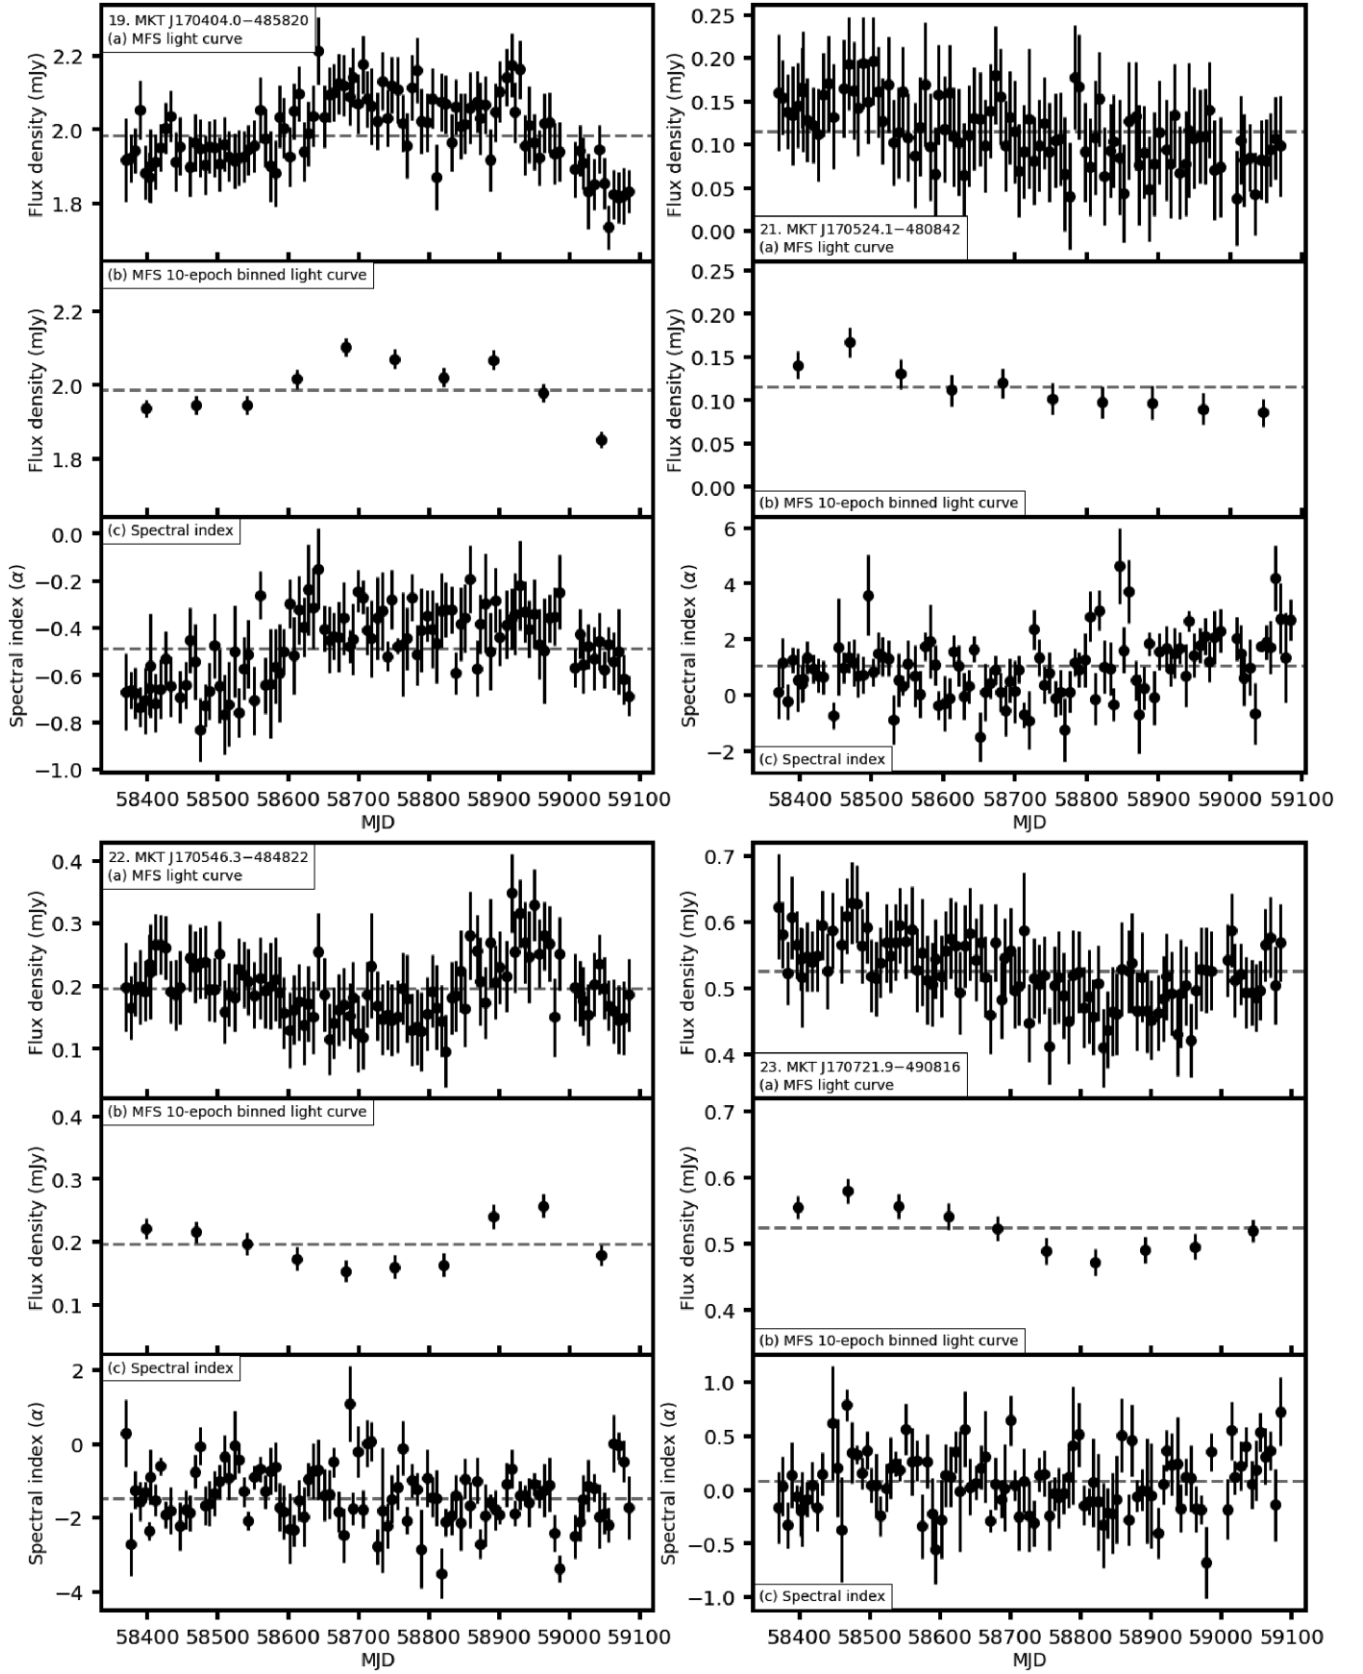 19. MKT J170404.0−485820
(a) MFS light curve
Flux density (mJy)
2.2
2.0
1.8
(b) MFS 10-epoch binned light curve
Flux density (mJy)
2.2
2.0
1.8
(c) Spectral index
Spectral index (α)
0.0
−0.2
−0.4
−0.6
−0.8
−1.0
58400 58500 58600 58700 58800 58900 59000 59100
MJD
21. MKT J170524.1−480842
(a) MFS light curve
Flux density (mJy)
0.25
0.20
0.15
0.10
0.05
0.00
(b) MFS 10-epoch binned light curve
Flux density (mJy)
0.25
0.20
0.15
0.10
0.05
0.00
(c) Spectral index
Spectral index (α)
6
4
2
0
−2
58400 58500 58600 58700 58800 58900 59000 59100
MJD
22. MKT J170546.3−484822
(a) MFS light curve
Flux density (mJy)
0.4
0.3
0.2
0.1
(b) MFS 10-epoch binned light curve
Flux density (mJy)
0.4
0.3
0.2
0.1
(c) Spectral index
Spectral index (α)
2
0
−2
−4
58400 58500 58600 58700 58800 58900 59000 59100
MJD
23. MKT J170721.9−490816
(a) MFS light curve
Flux density (mJy)
0.7
0.6
0.5
0.4
(b) MFS 10-epoch binned light curve
Flux density (mJy)
0.7
0.6
0.5
0.4
(c) Spectral index
Spectral index (α)
1.0
0.5
0.0
−0.5
−1.0
58400 58500 58600 58700 58800 58900 59000 59100
MJD